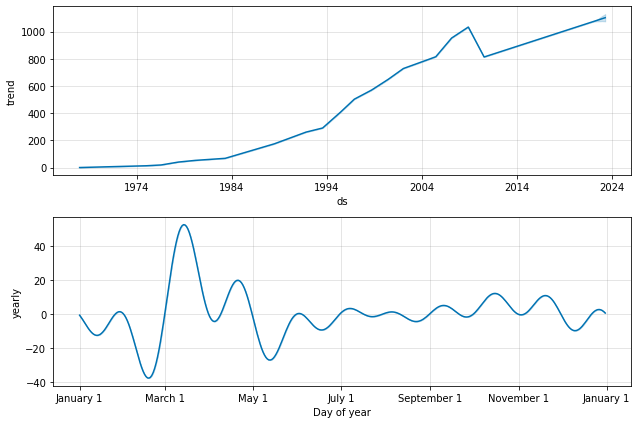 1000
800
600
400
200
0
trend
1974 1984 1994 2004 2014 2024
ds
40
20
0
−20
−40
yearly
January 1 March 1 May 1 July 1 September 1 November 1 January 1
Day of year